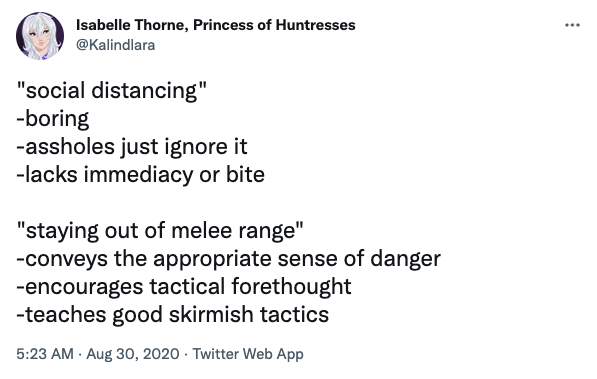 Isabelle Thorne, Princess of Huntresses
@Kalindlara
"social distancing"
-boring
-assholes just ignore it
-lacks immediacy or bite
"staying out of melee range"
-conveys the appropriate sense of danger
-encourages tactical forethought
-teaches good skirmish tactics
5:23 AM · Aug 30, 2020 · Twitter Web App